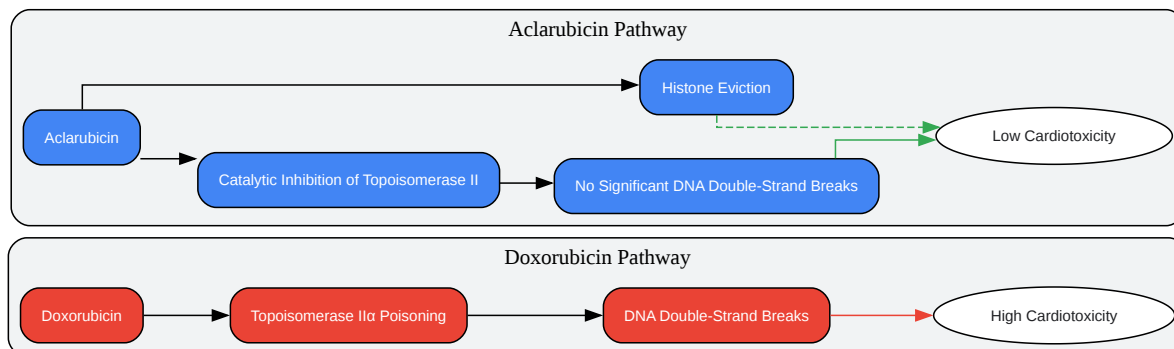 Aclarubicin Pathway
Histone Eviction
Aclarubicin
Low Cardiotoxicity
Catalytic Inhibition of Topoisomerase II
No Significant DNA Double-Strand Breaks
Doxorubicin Pathway
Doxorubicin
Topoisomerase IIα Poisoning
DNA Double-Strand Breaks
High Cardiotoxicity